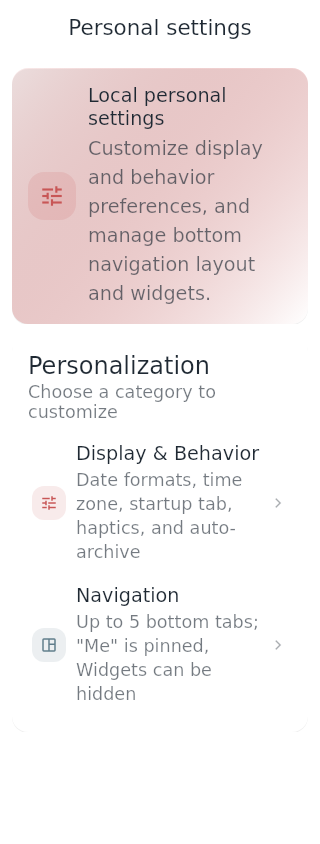 Personal settings
Local personal
settings
Customize display
and behavior
preferences, and
manage bottom
navigation layout
and widgets.
Personalization
Choose a category to
customize
Display & Behavior
Date formats, time
zone, startup tab,
haptics, and auto-
archive
Navigation
Up to 5 bottom tabs;
"Me" is pinned,
Widgets can be
hidden